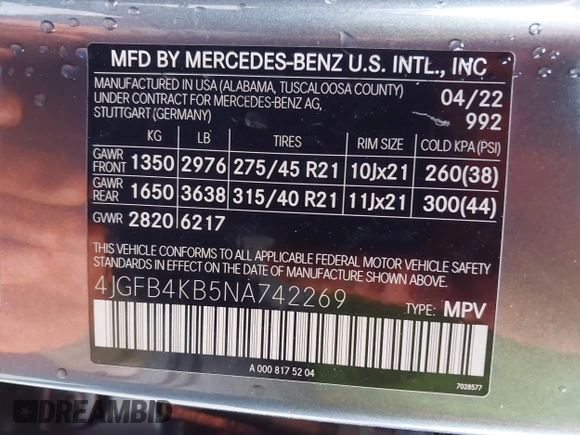 MFD BY MERCEDES-BENZ U.S. INTL., INC
MANUFACTURED IN USA (ALABAMA, TUSCALOOSA COUNTY)
UNDER CONTRACT FOR MERCEDES-BENZ AG,
STUTTGART (GERMANY)
04/22
992
KG LB TIRES RIM SIZE COLD KPA (PSI)
GAWR FRONT 1350 2976 275/45 R21 10Jx21 260(38)
GAWR REAR 1650 3638 315/40 R21 11Jx21 300(44)
GVWR 2820 6217
THIS VEHICLE CONFORMS TO ALL APPLICABLE FEDERAL MOTOR VEHICLE SAFETY
STANDARDS IN EFFECT ON THE DATE OF MANUFACTURE SHOWN ABOVE.
4JGFB4KB5NA742269
TYPE: MPV
A 000 817 52 04
7028577
DREAMBID